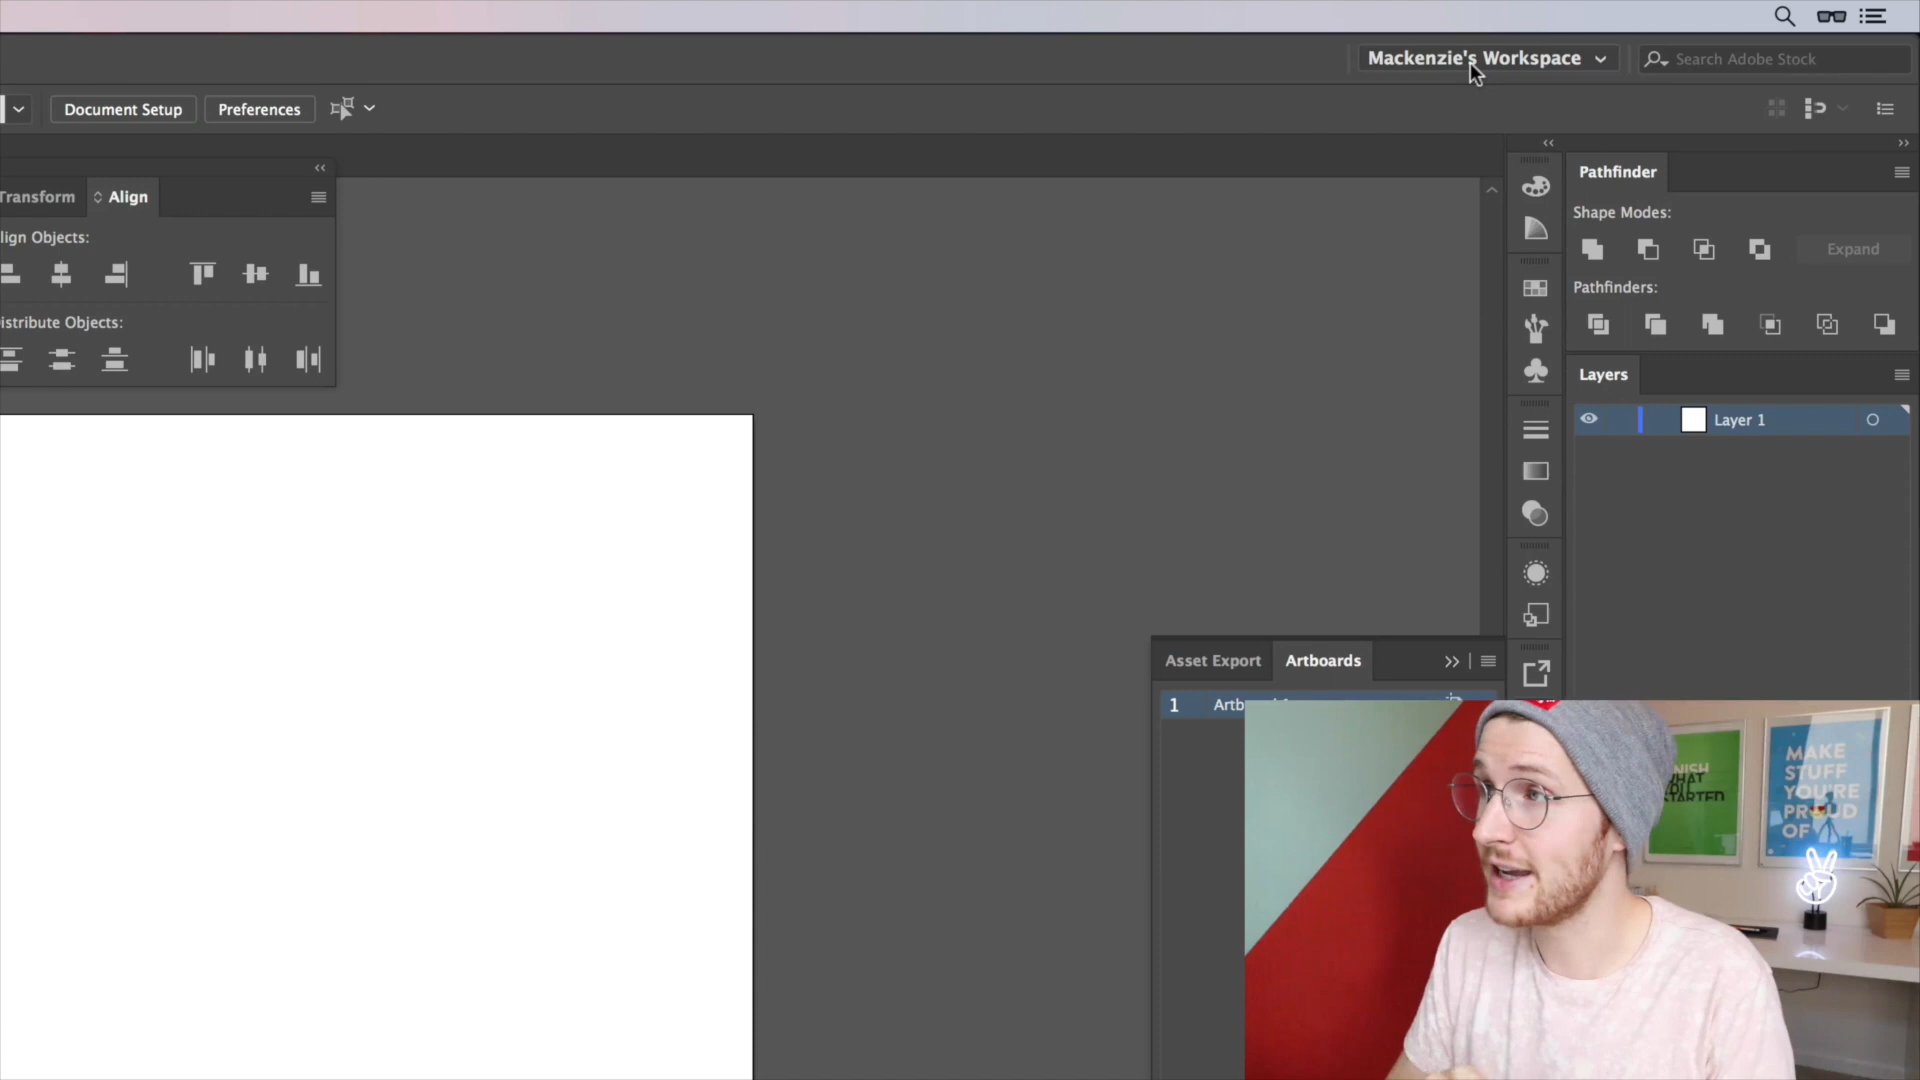 Mackenzie's Workspace
Search Adobe Stock
Document Setup
Preferences
Transform
Align
lign Objects:
istribute Objects:
Pathfinder
Shape Modes:
Expand
Pathfinders:
Layers
Layer 1
Asset Export
Artboards
1
MAKE
STUFF
YOU'RE
PROUD
OF